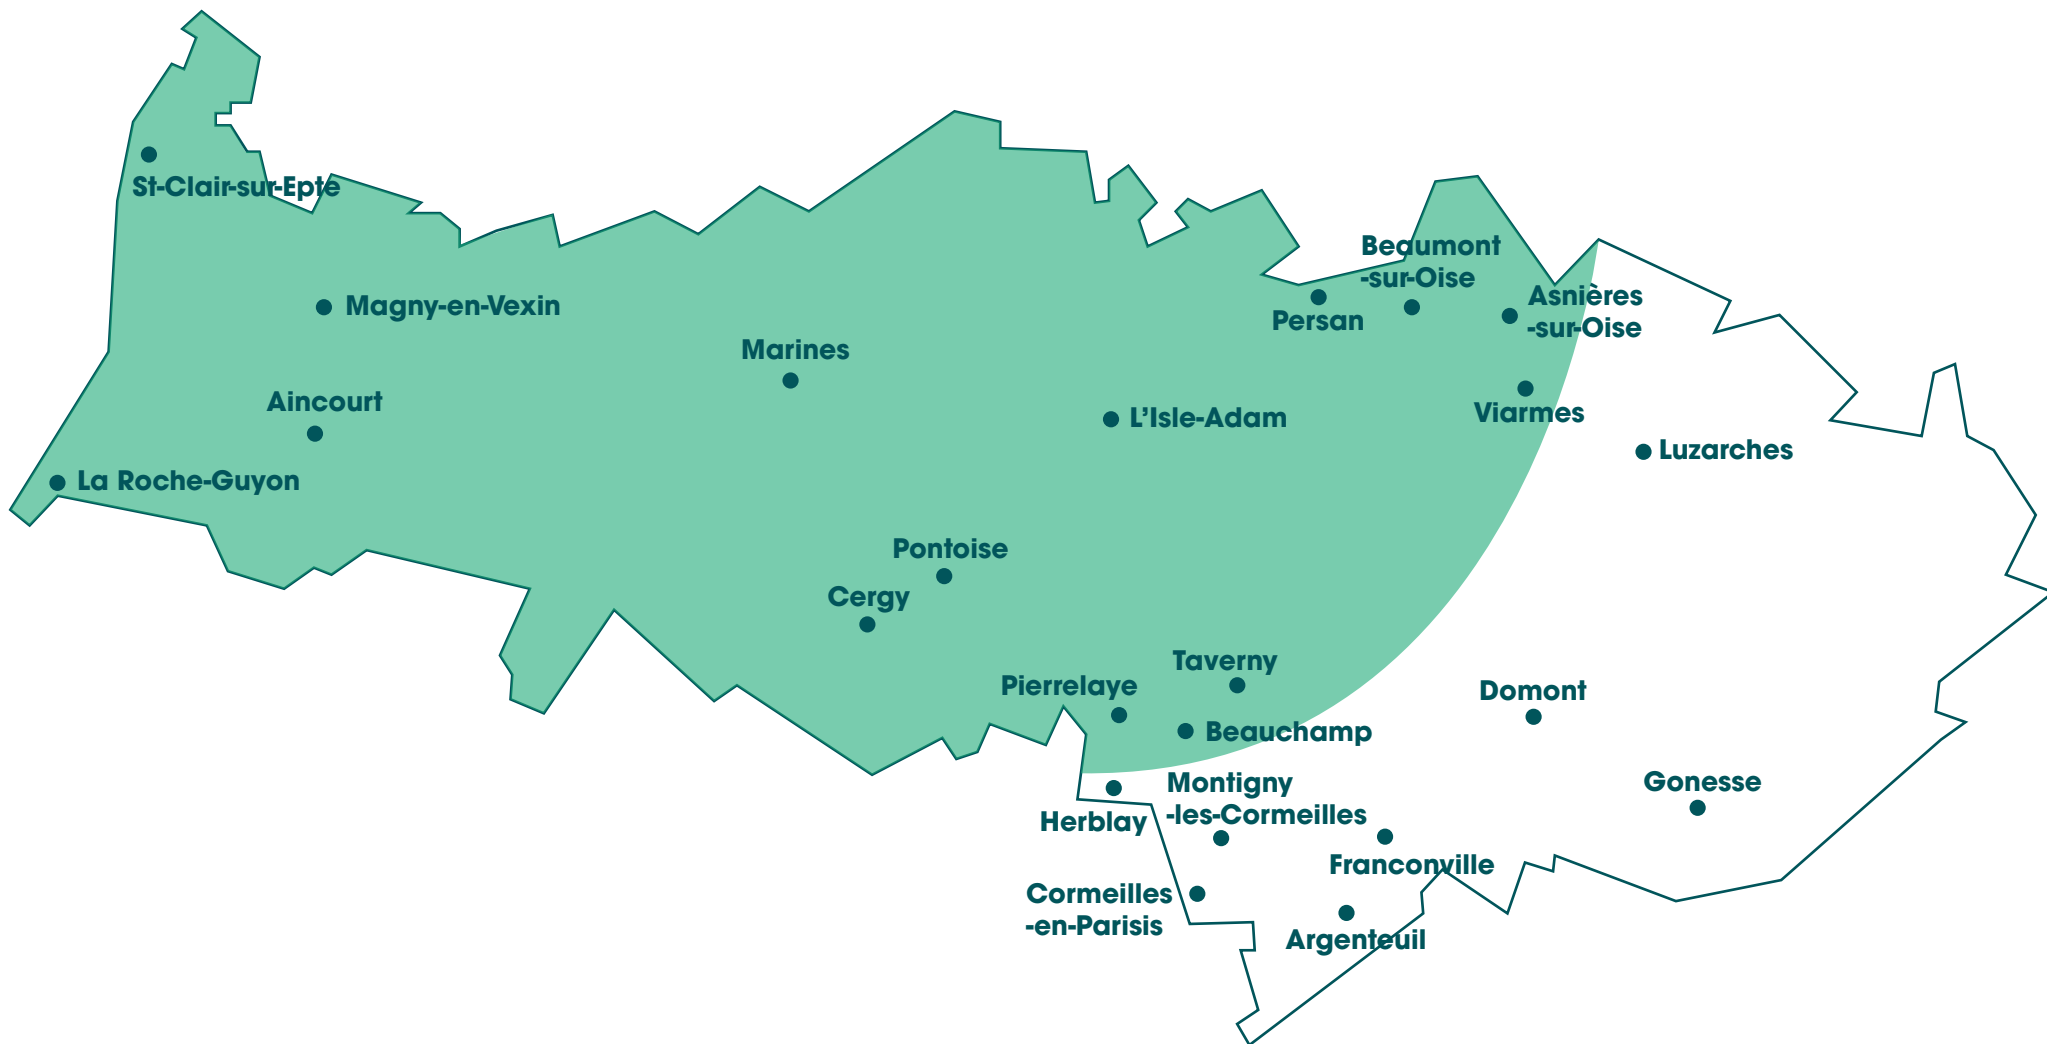 St-Clair-sur-Epte
Beaumont
-sur-Oise
Asnières
-sur-Oise
Magny-en-Vexin
Persan
Marines
Aincourt
L'Isle-Adam
Viarmes
Luzarches
La Roche-Guyon
Pontoise
Cergy
Taverny
Pierrelaye
Domont
Beauchamp
Montigny
-les-Cormeilles
Gonesse
Herblay
Franconville
Cormeilles
-en-Parisis
Argenteuil